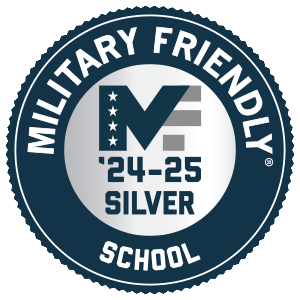 MILITARY FRIENDLY®
MF
'24-25
SILVER
SCHOOL